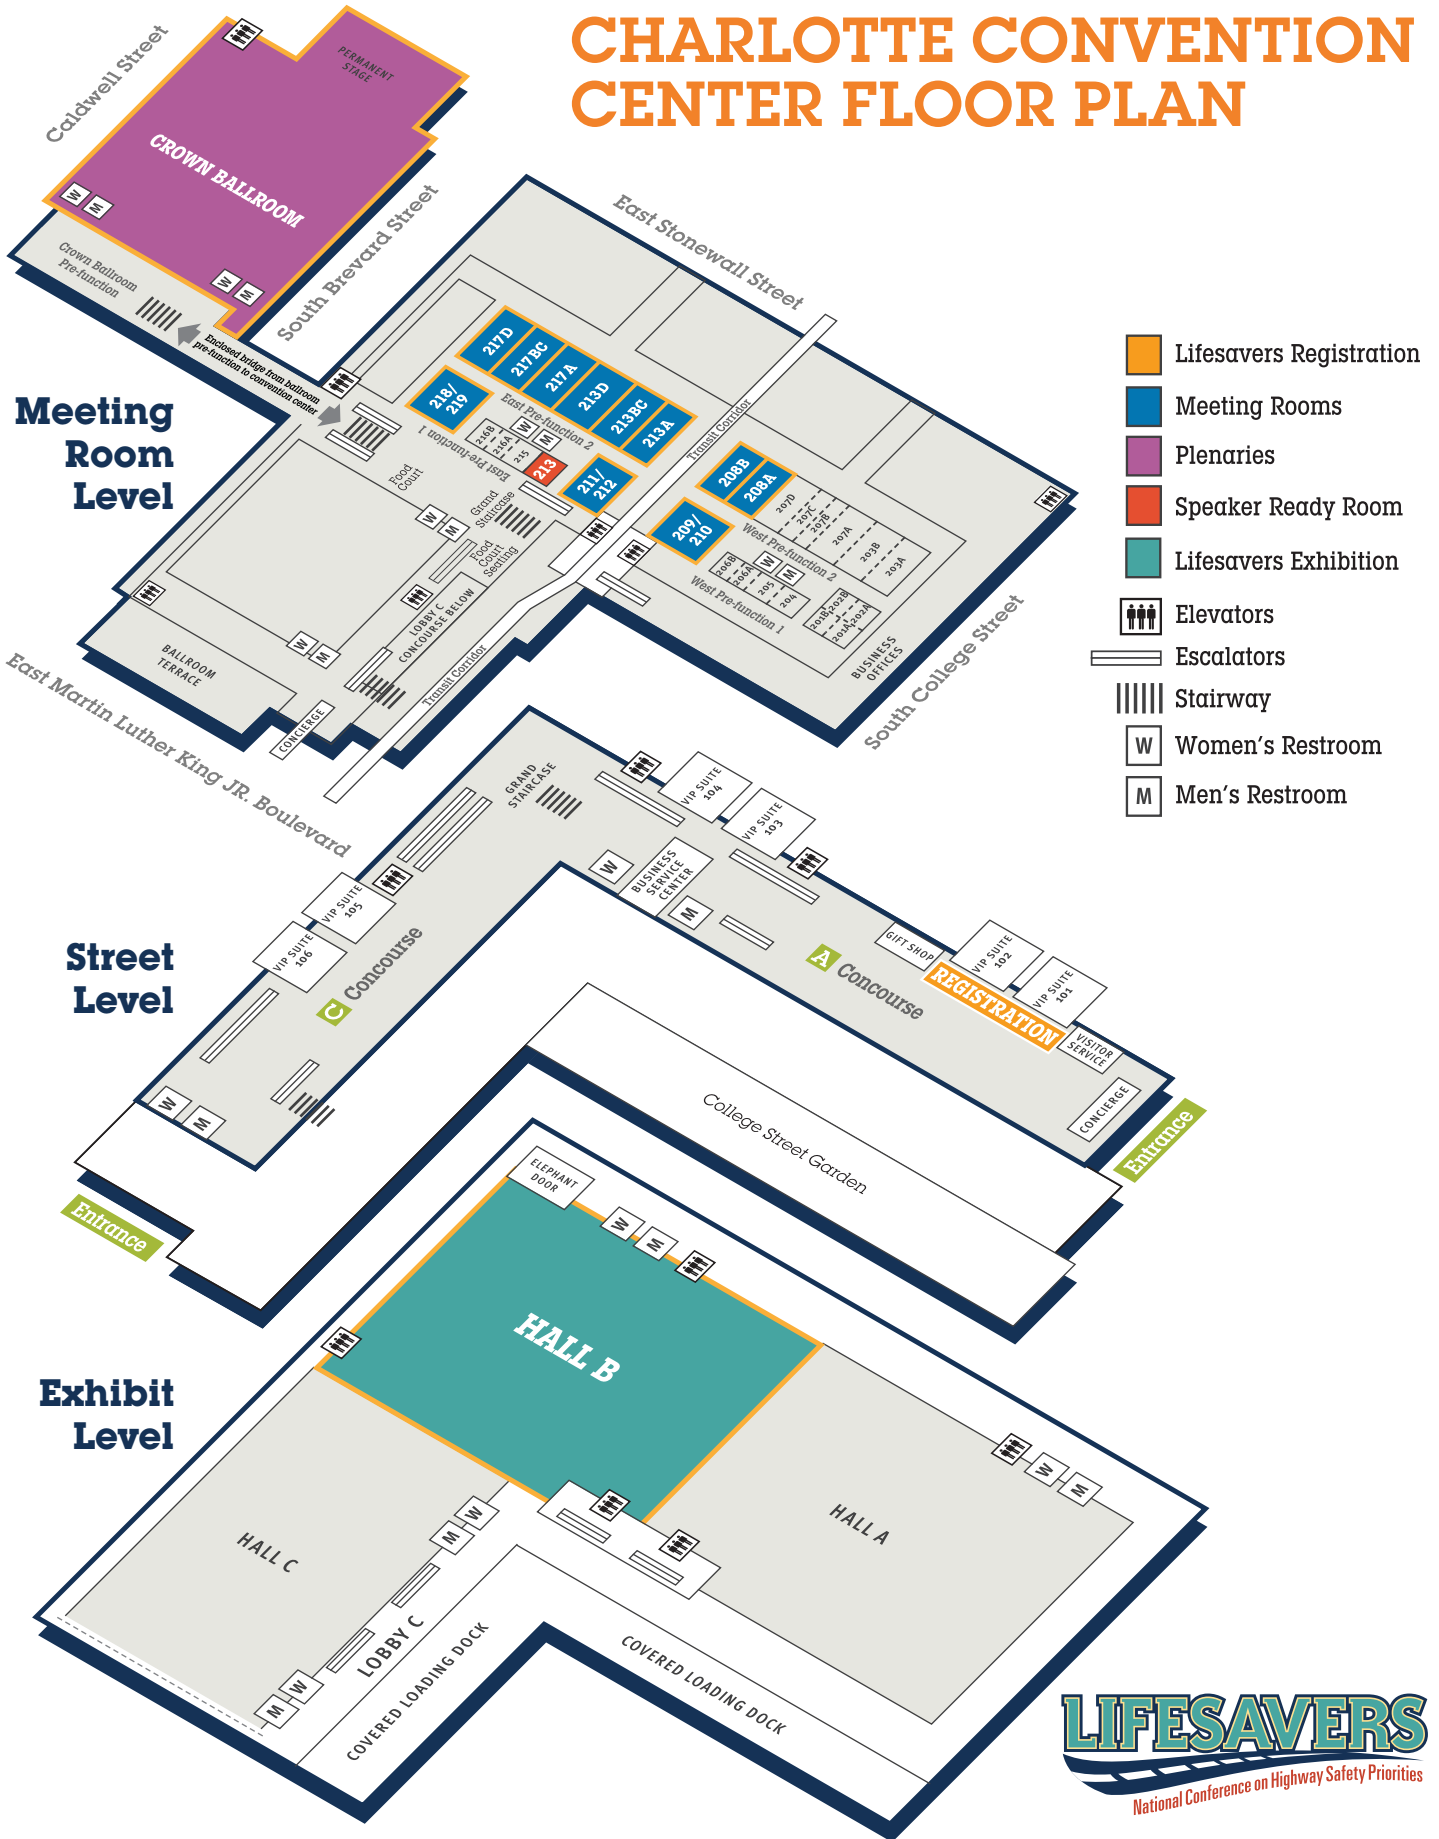 CHARLOTTE CONVENTION
CENTER FLOOR PLAN
Caldwell Street
PERMANENT
STAGE
CROWN BALLROOM
W
M
W
M
Crown Ballroom
Pre-function
South Brevard Street
Enclosed bridge from ballroom
pre-function to convention center
East Stonewall Street
Meeting
Room
Level
217D
217BC
217A
213D
213BC
213A
218/
219
East Pre-function 2
East Pre-function 1
216B
216A
215
W
M
213
211/
212
Transit Corridor
208B
208A
209/
210
207D
207C
207B
207A
203B
203A
West Pre-function 2
206B
206A
W
M
205
204
West Pre-function 1
201B
202B
201A
202A
BUSINESS
OFFICES
Food
Court
W
M
Grand
Staircase
Food
Court
Seating
LOBBY C
CONCOURSE BELOW
W
M
BALLROOM
TERRACE
CONCIERGE
Transit Corridor
East Martin Luther King JR. Boulevard
South College Street
Lifesavers Registration
Meeting Rooms
Plenaries
Speaker Ready Room
Lifesavers Exhibition
Elevators
Escalators
Stairway
W
Women's Restroom
M
Men's Restroom
Street
Level
GRAND
STAIRCASE
VIP SUITE
104
VIP SUITE
103
W
BUSINESS
SERVICE
CENTER
M
VIP SUITE
105
VIP SUITE
106
C
Concourse
A
Concourse
GIFT SHOP
VIP SUITE
102
VIP SUITE
101
REGISTRATION
VISITOR
SERVICE
CONCIERGE
W
M
College Street Garden
Entrance
Entrance
Exhibit
Level
ELEPHANT
DOOR
W
M
HALL B
HALL C
HALL A
W
M
W
M
LOBBY C
W
M
COVERED LOADING DOCK
COVERED LOADING DOCK
LIFESAVERS
National Conference on Highway Safety Priorities